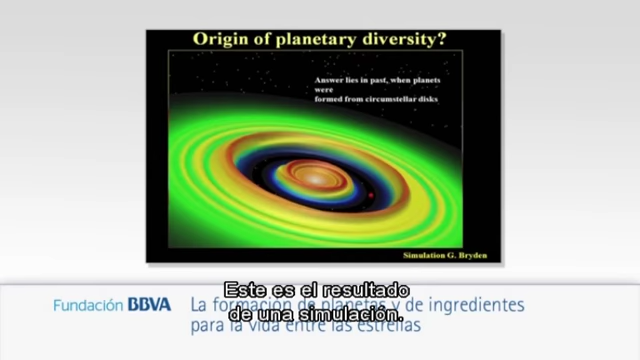 Origin of planetary diversity?
Answer lies in past, when planets
were
formed from circumstellar disks
Simulation G. Bryden
Este es el resultado
de una simulación.
Fundación BBVA
La formación de planetas y de ingredientes
para la vida entre las estrellas